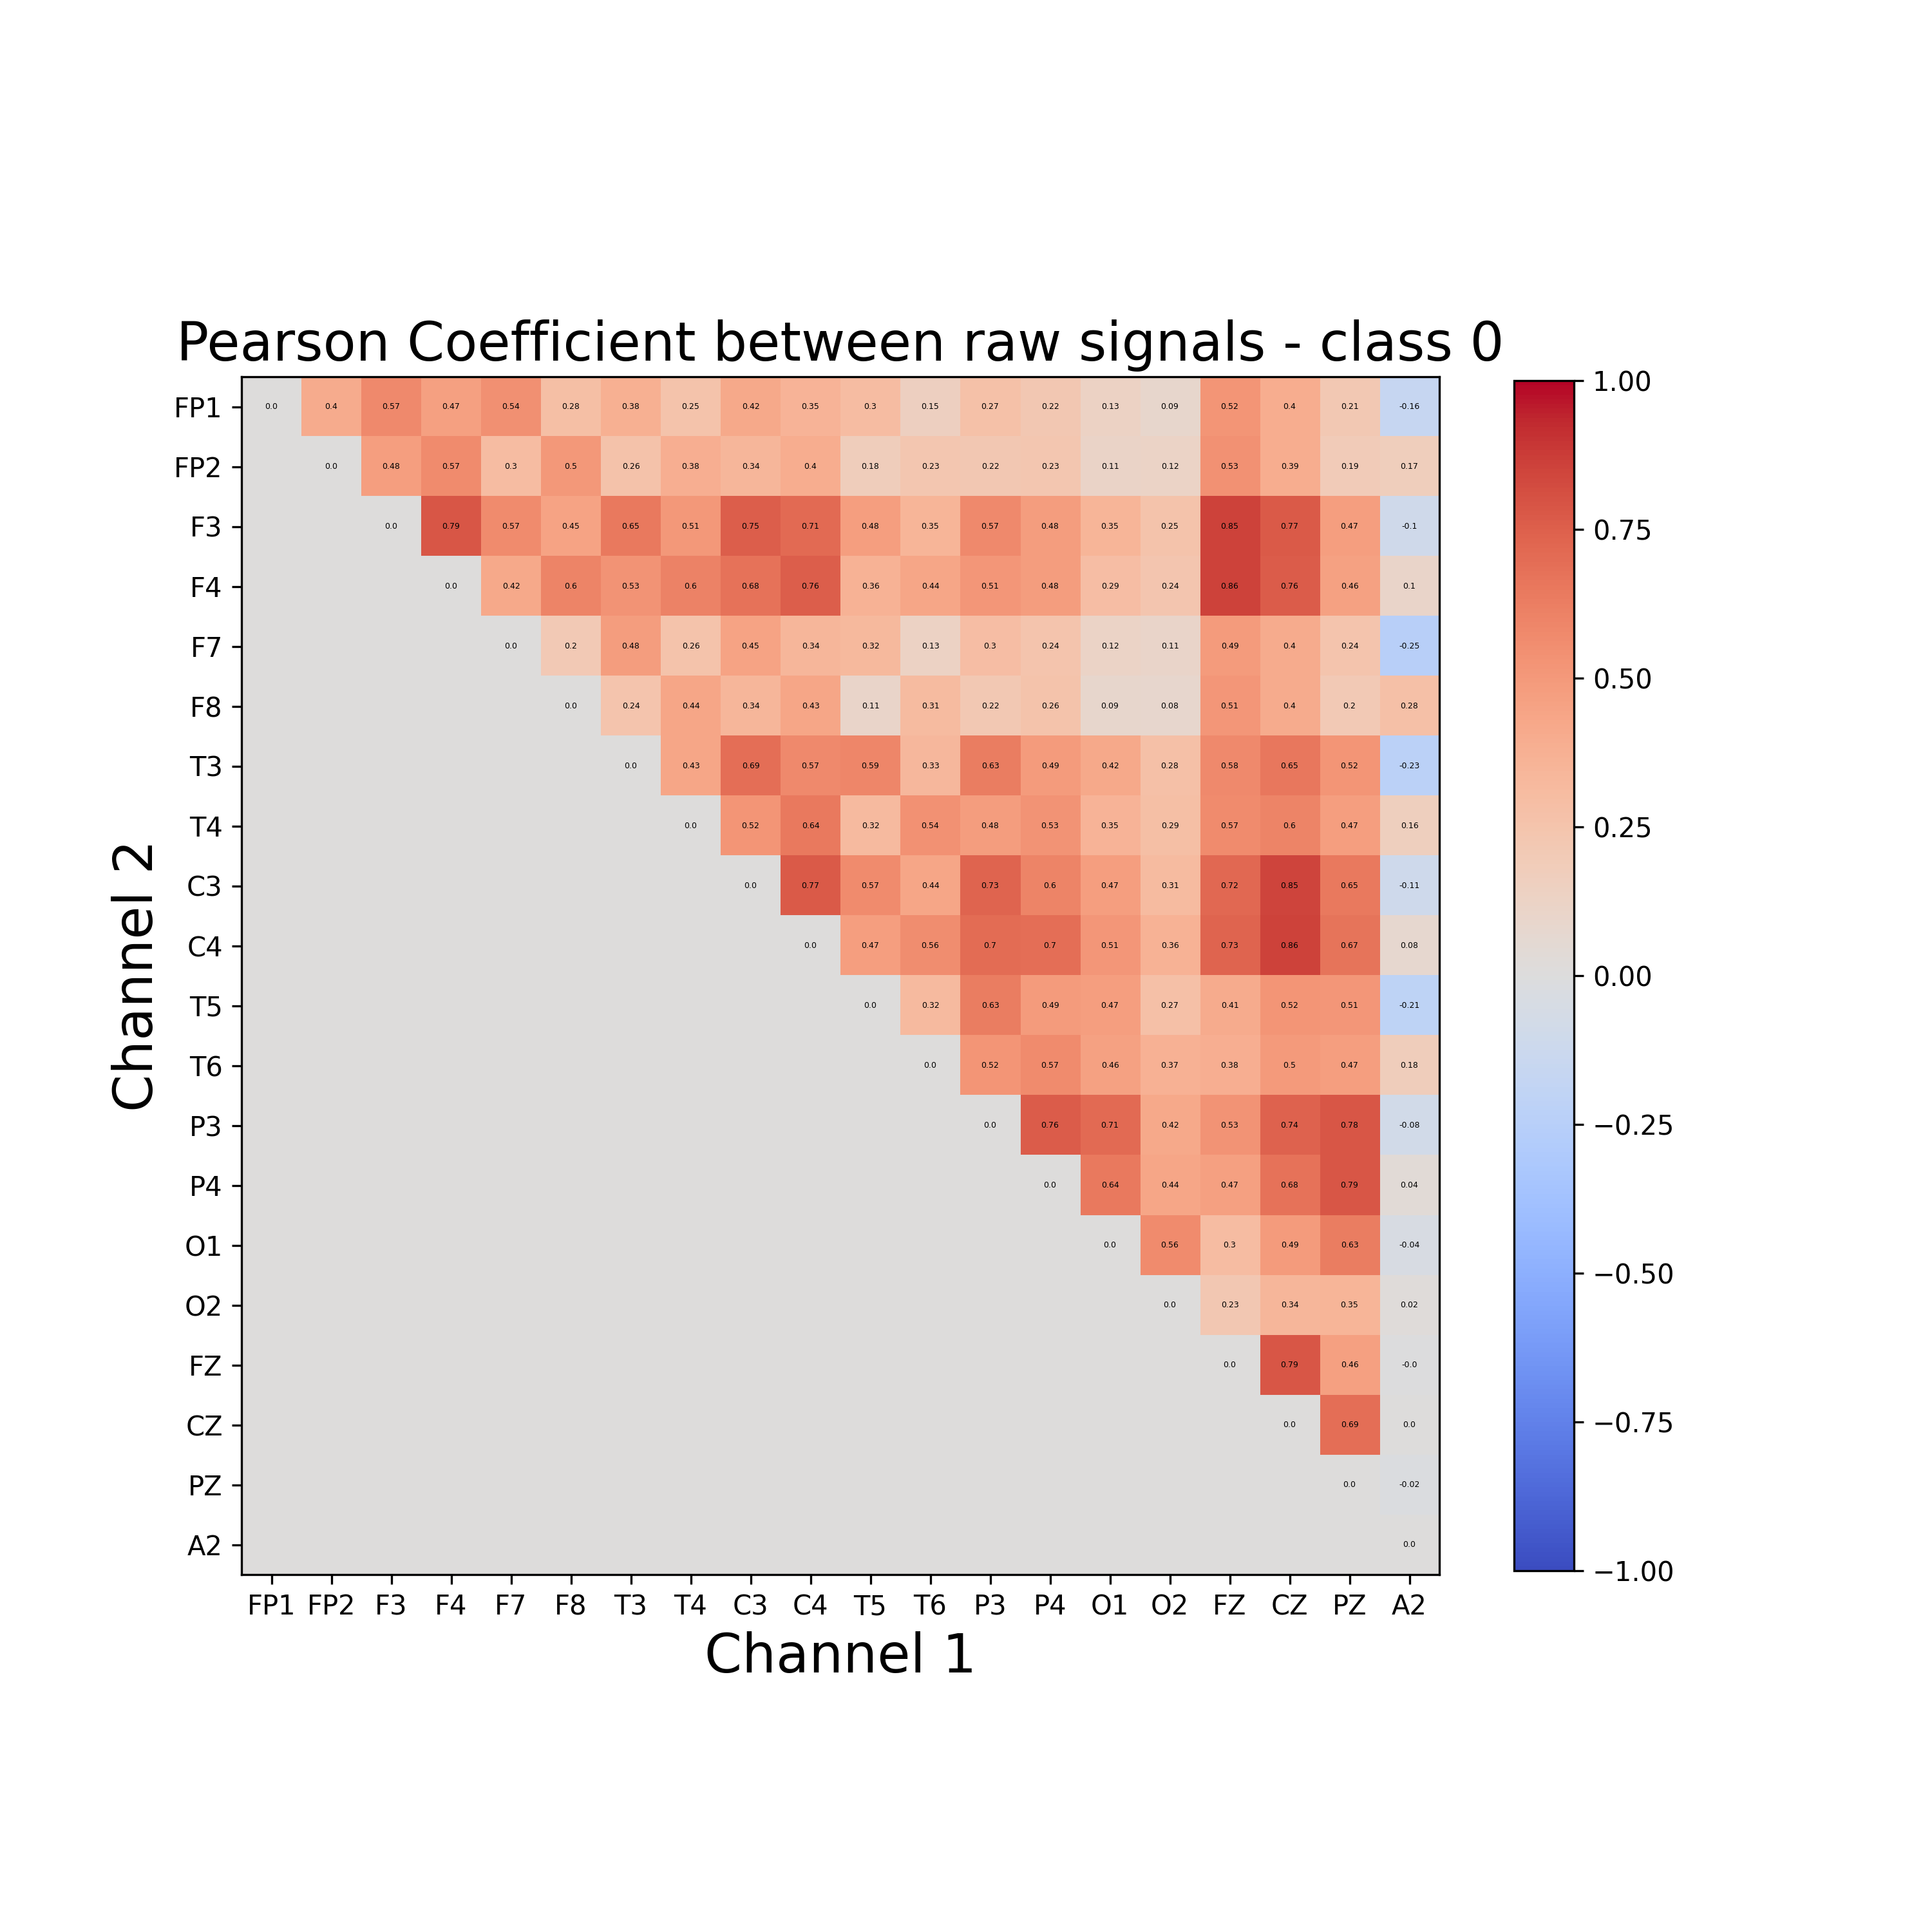 Pearson Coefficient between raw signals - class 0
FP1 0.0 0.4 0.57 0.47 0.54 0.28 0.38 0.25 0.42 0.35 0.3 0.15 0.27 0.22 0.13 0.09 0.52 0.4 0.21 -0.16
FP2 0.0 0.48 0.57 0.3 0.5 0.26 0.38 0.34 0.4 0.18 0.23 0.22 0.23 0.11 0.12 0.53 0.39 0.19 0.17
F3 0.0 0.79 0.57 0.45 0.65 0.51 0.75 0.71 0.48 0.35 0.57 0.48 0.35 0.25 0.85 0.77 0.47 -0.1
F4 0.0 0.42 0.6 0.53 0.6 0.68 0.76 0.36 0.44 0.51 0.48 0.29 0.24 0.86 0.76 0.46 0.1
F7 0.0 0.2 0.48 0.26 0.45 0.34 0.32 0.13 0.3 0.24 0.12 0.11 0.49 0.4 0.24 -0.25
F8 0.0 0.24 0.44 0.34 0.43 0.11 0.31 0.22 0.26 0.09 0.08 0.51 0.4 0.2 0.28
T3 0.0 0.43 0.69 0.57 0.59 0.33 0.63 0.49 0.42 0.28 0.58 0.65 0.52 -0.23
T4 0.0 0.52 0.64 0.32 0.54 0.48 0.53 0.35 0.29 0.57 0.6 0.47 0.16
C3 0.0 0.77 0.57 0.44 0.73 0.6 0.47 0.31 0.72 0.85 0.65 -0.11
C4 0.0 0.47 0.56 0.7 0.7 0.51 0.36 0.73 0.86 0.67 0.08
T5 0.0 0.32 0.63 0.49 0.47 0.27 0.41 0.52 0.51 -0.21
T6 0.0 0.52 0.57 0.46 0.37 0.38 0.5 0.47 0.18
P3 0.0 0.76 0.71 0.42 0.53 0.74 0.78 -0.08
P4 0.0 0.64 0.44 0.47 0.68 0.79 0.04
O1 0.0 0.56 0.3 0.49 0.63 -0.04
O2 0.0 0.23 0.34 0.35 0.02
FZ 0.0 0.79 0.46 -0.0
CZ 0.0 0.69 0.0
PZ 0.0 -0.02
A2 0.0
FP1 FP2 F3 F4 F7 F8 T3 T4 C3 C4 T5 T6 P3 P4 O1 O2 FZ CZ PZ A2
Channel 1
Channel 2
1.00
0.75
0.50
0.25
0.00
−0.25
−0.50
−0.75
−1.00